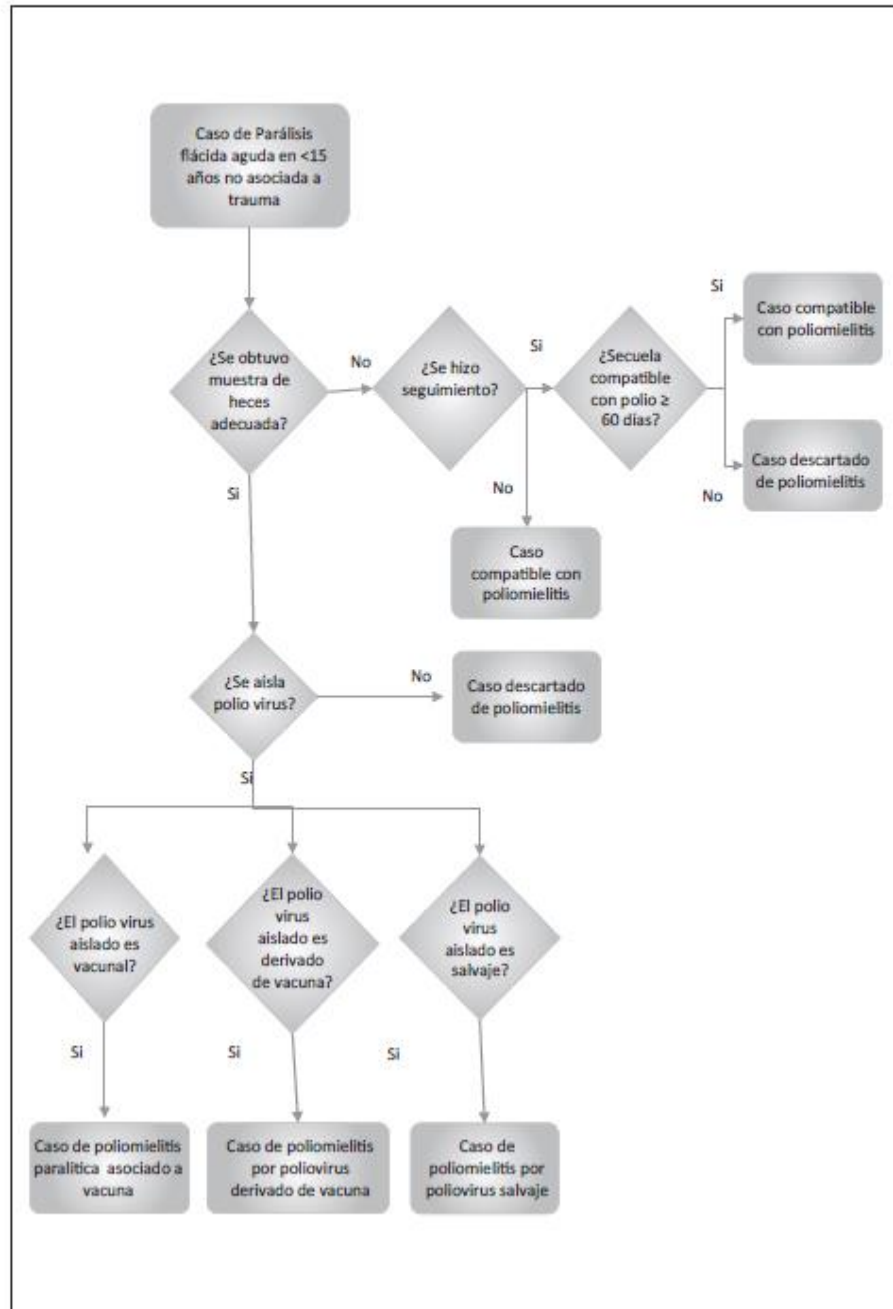 Caso de Parálisis
flácida aguda en <15
años no asociada a
trauma
¿Se obtuvo
muestra de
heces
adecuada?
No
¿Se hizo
seguimiento?
Si
¿Secuela
compatible
con polio ≥
60 días?
Si
Caso compatible
con poliomielitis
No
Caso descartado
de poliomielitis
No
Caso
compatible con
poliomielitis
Si
¿Se aisla
polio virus?
No
Caso descartado
de poliomielitis
Si
¿El polio virus
aislado es
vacunal?
¿El polio
virus
aislado es
derivado
de vacuna?
¿El polio
virus
aislado es
salvaje?
Si
Si
Si
Caso de poliomielitis
paralítica asociado a
vacuna
Caso de poliomielitis
por poliovirus
derivado de vacuna
Caso de
poliomielitis por
poliovirus salvaje